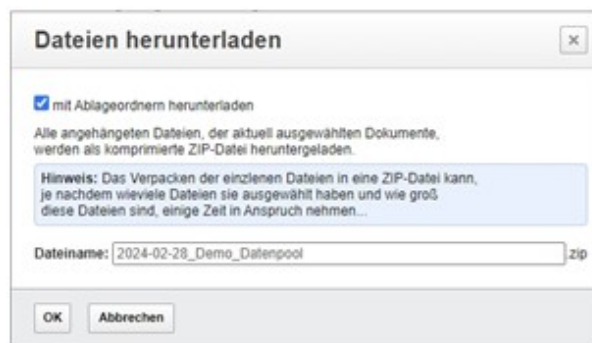 Dateien herunterladen
mit Ablageordnern herunterladen
Alle angehängten Dateien, der aktuell ausgewählten Dokumente,
werden als komprimierte ZIP-Datei heruntergeladen.
Hinweis: Das Verpacken der einzlenen Dateien in eine ZIP-Datei kann,
je nachdem wieviele Dateien sie ausgewählt haben und wie groß
diese Dateien sind, einige Zeit in Anspruch nehmen...
Dateiname: 2024-02-28_Demo_Datenpool .zip
OK Abbrechen